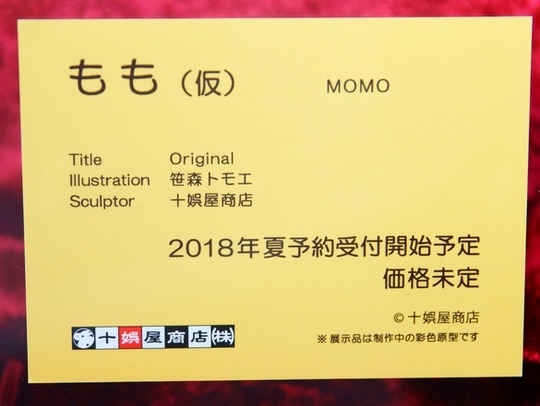 もも（仮） MOMO
Title Original
Illustration 笹森トモエ
Sculptor 十娯屋商店
2018年夏予約受付開始予定
価格未定
© 十娯屋商店
※展示品は制作中の彩色原型です
十娯屋商店㈱